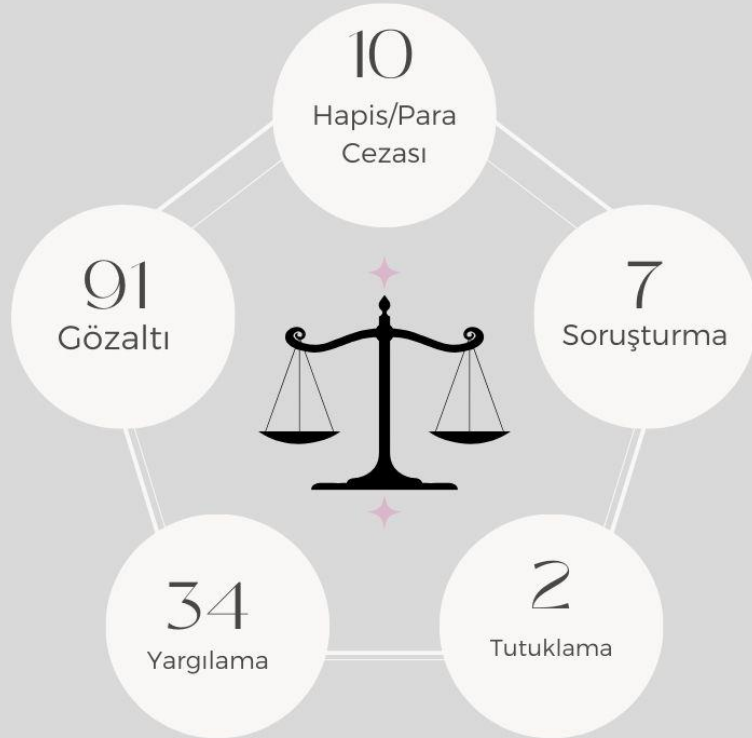 10
Hapis/Para
Cezası
91
Gözaltı
7
Soruşturma
34
Yargılama
2
Tutuklama